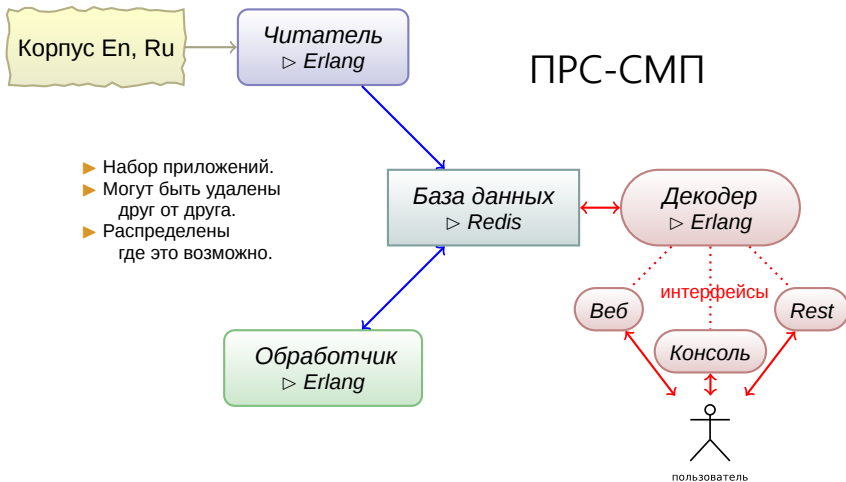 Корпус En, Ru
Читатель
▷ Erlang
ПРС-СМП
▶ Набор приложений.
▶ Могут быть удалены
друг от друга.
▶ Распределены
где это возможно.
База данных
▷ Redis
Декодер
▷ Erlang
интерфейсы
Веб
Rest
Консоль
Обработчик
▷ Erlang
пользователь